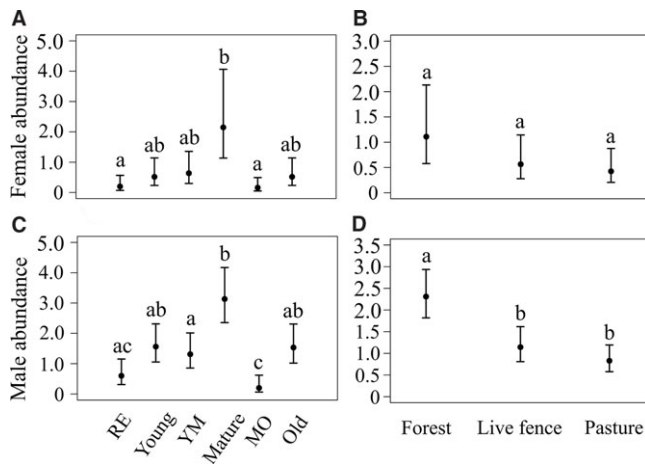 A
Female abundance
5.0
4.0
3.0
2.0
1.0
0
a
ab
ab
b
a
ab
B
3.0
2.5
2.0
1.5
1.0
0.5
0
a
a
a
C
Male abundance
5.0
4.0
3.0
2.0
1.0
0
ac
ab
a
b
c
ab
RE
Young
YM
Mature
MO
Old
D
3.5
3.0
2.5
2.0
1.5
1.0
0.5
0
a
b
b
Forest
Live fence
Pasture